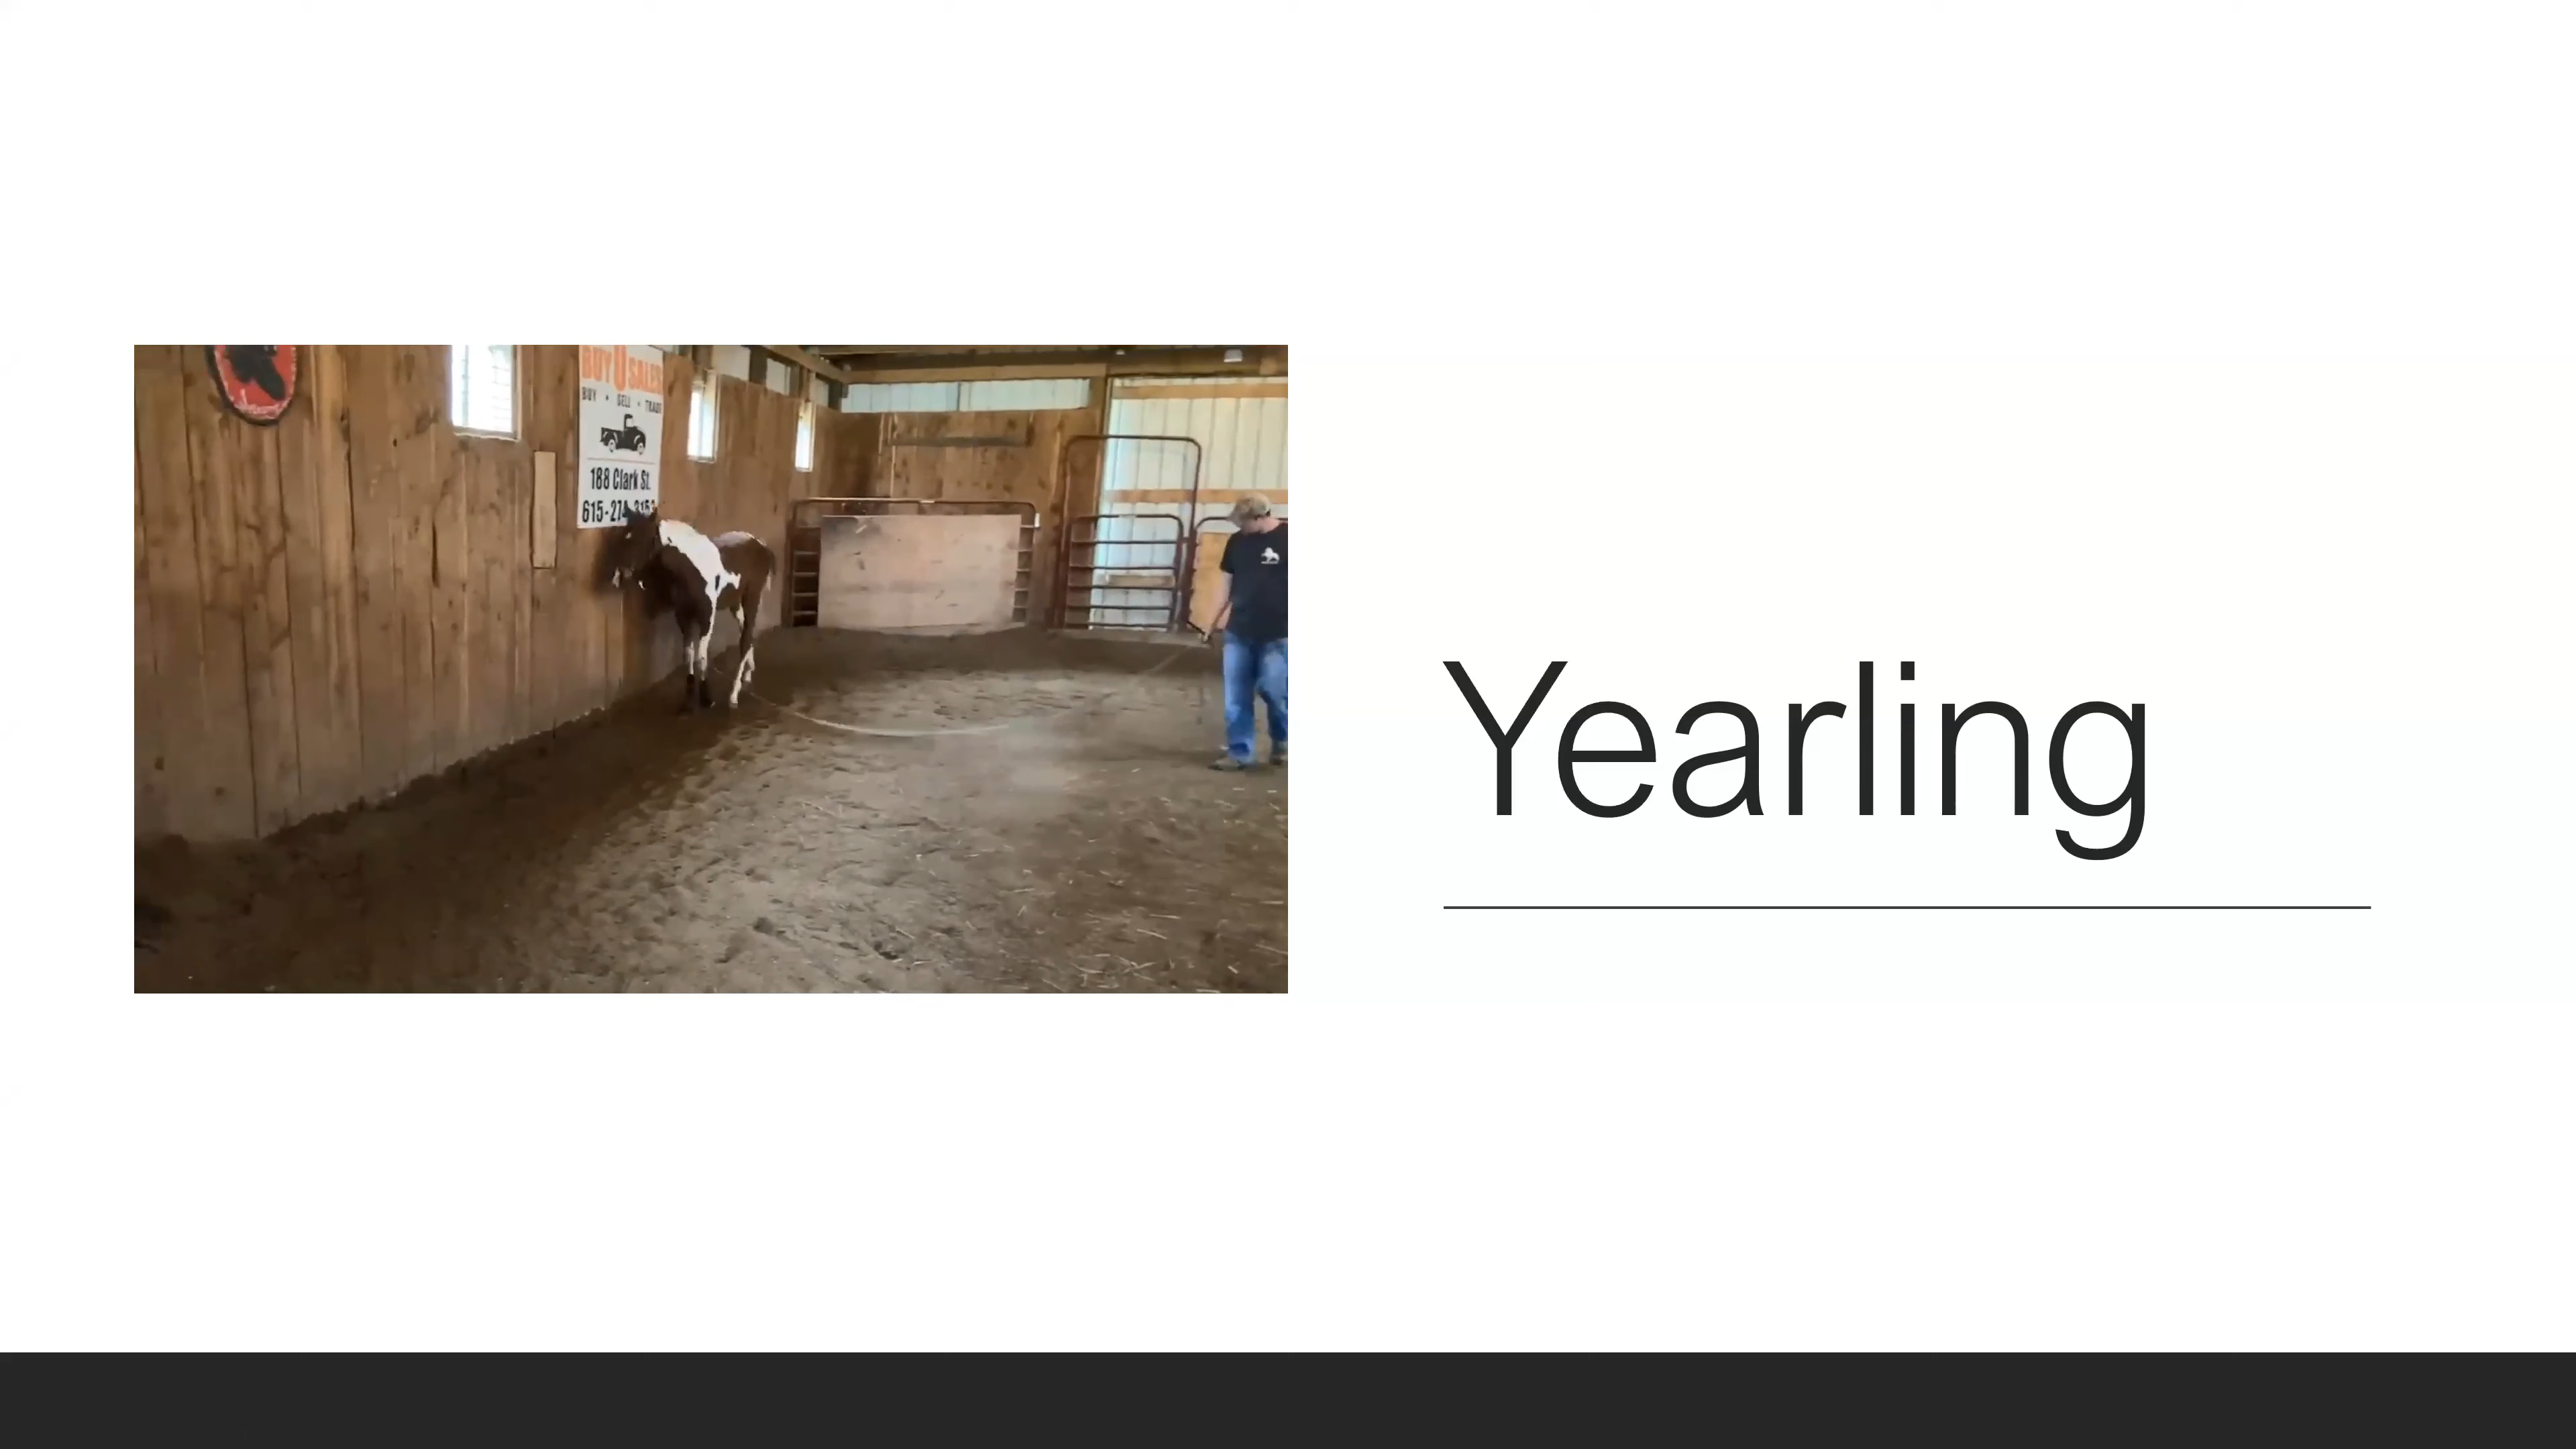 BUY U SALES
BUY • SELL • TRADE
188 Clark St.
Yearling